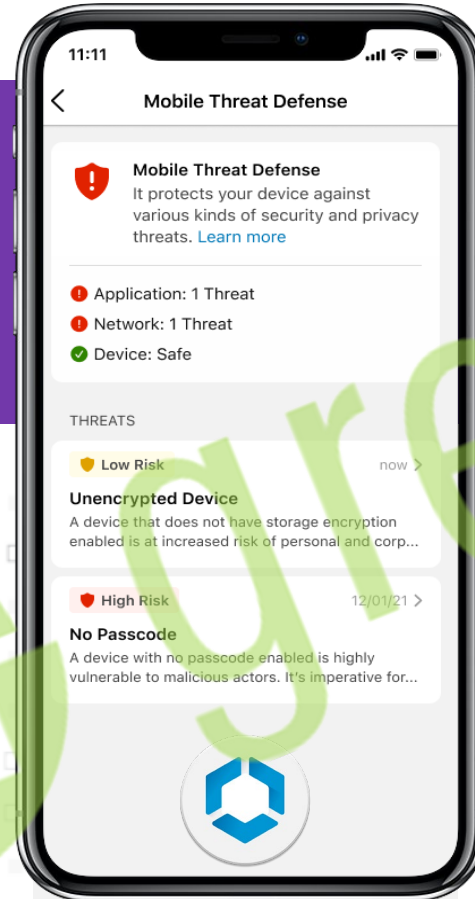 11:11
Mobile Threat Defense
Mobile Threat Defense
It protects your device against
various kinds of security and privacy
threats. Learn more
Application: 1 Threat
Network: 1 Threat
Device: Safe
THREATS
Low Risk
now
Unencrypted Device
A device that does not have storage encryption
enabled is at increased risk of personal and corp...
High Risk
12/01/21
No Passcode
A device with no passcode enabled is highly
vulnerable to malicious actors. It's imperative for...
g gre